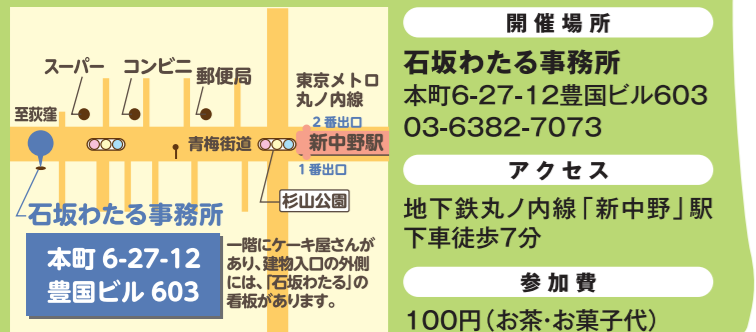 スーパー
コンビニ
郵便局
東京メトロ
丸ノ内線
至荻窪
2番出口
青梅街道
新中野駅
1番出口
杉山公園
石坂わたる事務所
本町 6-27-12
豊国ビル 603
一階にケーキ屋さんが
あり、建物入口の外側
には、「石坂わたる」の
看板があります。
開催場所
石坂わたる事務所
本町6-27-12豊国ビル603
03-6382-7073
アクセス
地下鉄丸ノ内線「新中野」駅
下車徒歩7分
参加費
100円(お茶・お菓子代)